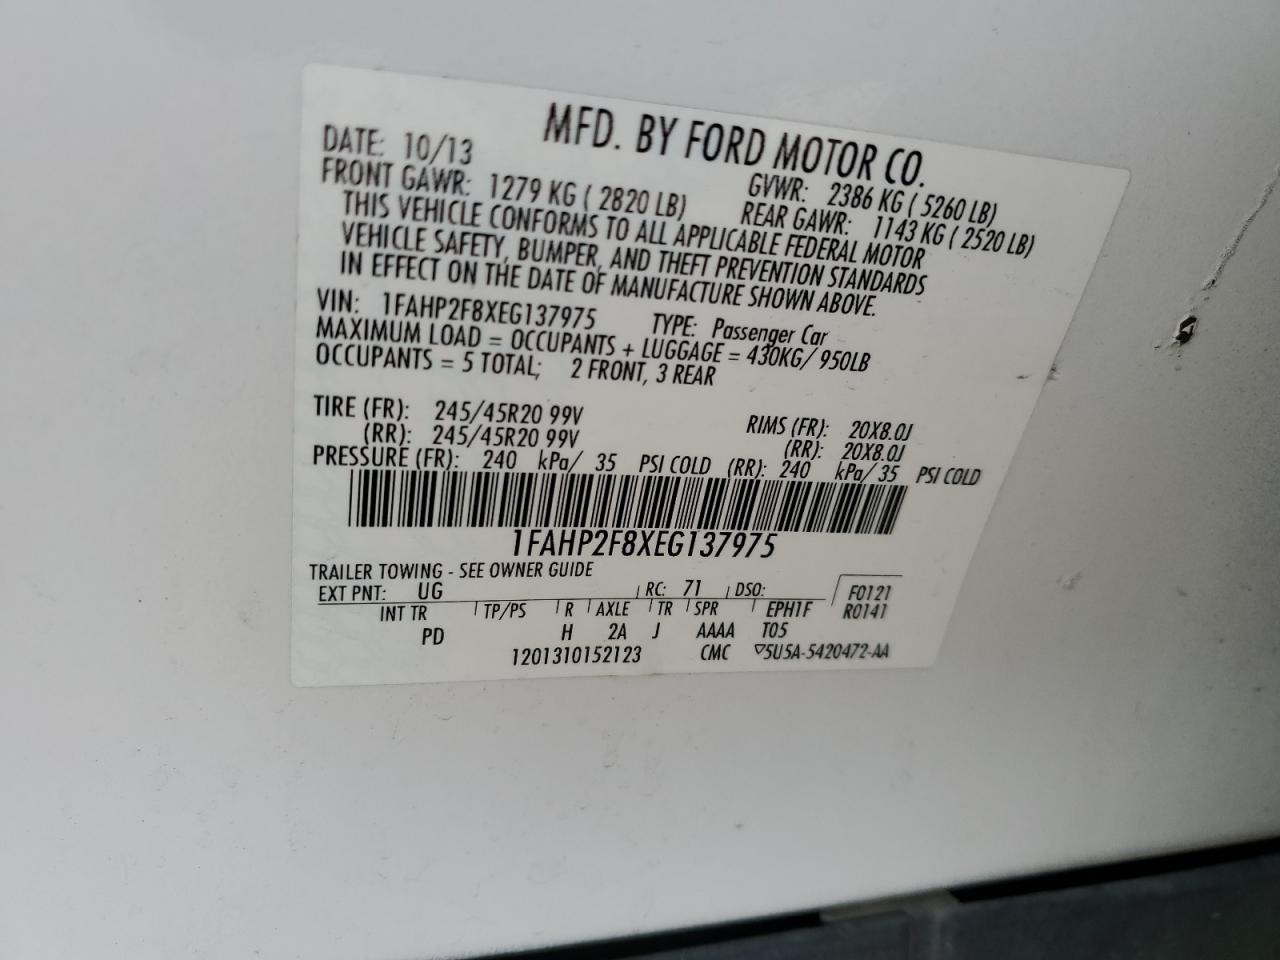 MFD. BY FORD MOTOR CO.
DATE: 10/13 GVWR: 2386 KG ( 5260 LB)
FRONT GAWR: 1279 KG ( 2820 LB) REAR GAWR: 1143 KG ( 2520 LB)
THIS VEHICLE CONFORMS TO ALL APPLICABLE FEDERAL MOTOR
VEHICLE SAFETY, BUMPER, AND THEFT PREVENTION STANDARDS
IN EFFECT ON THE DATE OF MANUFACTURE SHOWN ABOVE.
VIN: 1FAHP2F8XEG137975 TYPE: Passenger Car
MAXIMUM LOAD = OCCUPANTS + LUGGAGE = 430KG/ 950LB
OCCUPANTS = 5 TOTAL; 2 FRONT, 3 REAR
TIRE (FR): 245/45R20 99V RIMS (FR): 20X8.0J
(RR): 245/45R20 99V (RR): 20X8.0J
PRESSURE (FR): 240 kPa/ 35 PSI COLD (RR): 240 kPa/ 35 PSI COLD
1FAHP2F8XEG137975
TRAILER TOWING - SEE OWNER GUIDE
EXT PNT: UG RC: 71 DSO: F0121
INT TR TP/PS R AXLE TR SPR EPH1F R0141
PD H 2A J AAAA T05
1201310152123 CMC ▽5U5A-5420472-AA